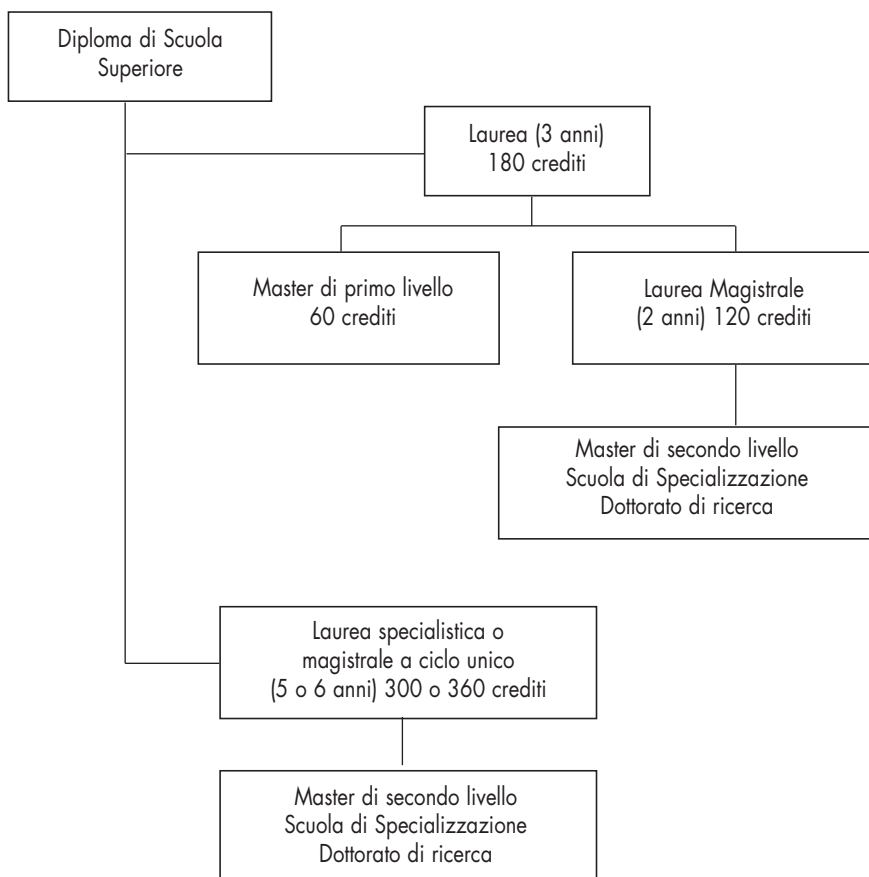 Diploma di Scuola
Superiore
Laurea (3 anni)
180 crediti
Master di primo livello
60 crediti
Laurea Magistrale
(2 anni) 120 crediti
Master di secondo livello
Scuola di Specializzazione
Dottorato di ricerca
Laurea specialistica o
magistrale a ciclo unico
(5 o 6 anni) 300 o 360 crediti
Master di secondo livello
Scuola di Specializzazione
Dottorato di ricerca